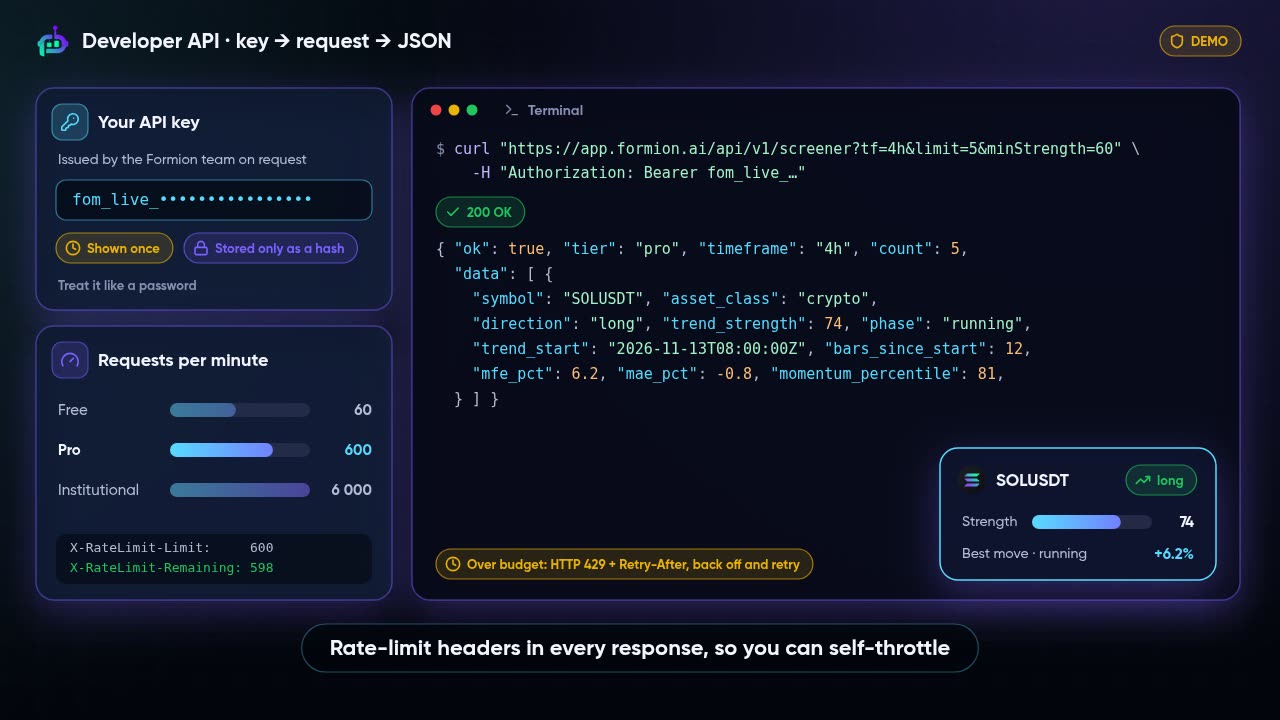 Developer API · key → request → JSON
DEMO
Your API key
Issued by the Formion team on request
fom_live_••••••••••••••••
Shown once
Stored only as a hash
Treat it like a password
Requests per minute
Free 60
Pro 600
Institutional 6 000
X-RateLimit-Limit: 600
X-RateLimit-Remaining: 598
>_ Terminal
$ curl "https://app.formion.ai/api/v1/screener?tf=4h&limit=5&minStrength=60" \
-H "Authorization: Bearer fom_live_…"
200 OK
{ "ok": true, "tier": "pro", "timeframe": "4h", "count": 5,
"data": [ {
"symbol": "SOLUSDT", "asset_class": "crypto",
"direction": "long", "trend_strength": 74, "phase": "running",
"trend_start": "2026-11-13T08:00:00Z", "bars_since_start": 12,
"mfe_pct": 6.2, "mae_pct": -0.8, "momentum_percentile": 81,
} ] }
SOLUSDT
long
Strength 74
Best move · running +6.2%
Over budget: HTTP 429 + Retry-After, back off and retry
Rate-limit headers in every response, so you can self-throttle